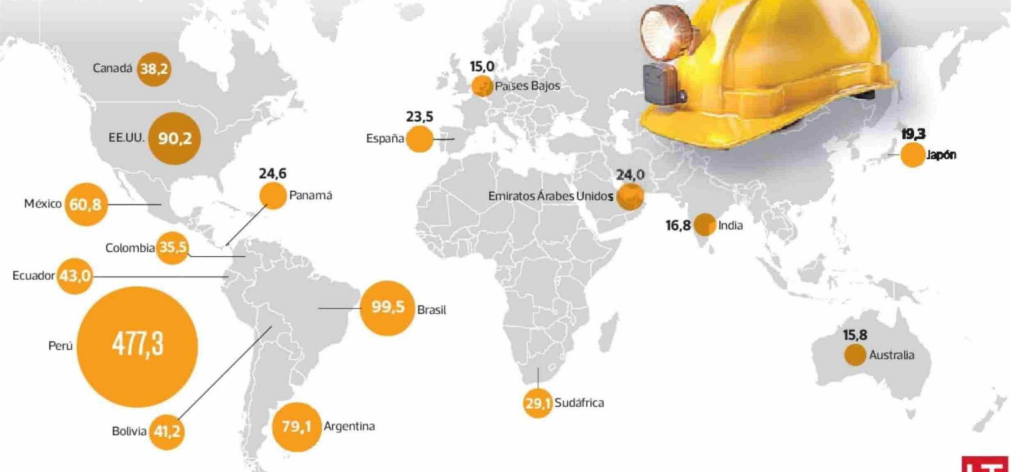 Canadá 38,2
EE.UU. 90,2
México 60,8
24,6
Panamá
Colombia 35,5
Ecuador 43,0
Perú 477,3
Bolivia 41,2
99,5 Brasil
79,1 Argentina
15,0
Países Bajos
23,5
España
24,0
Emiratos Árabes Unidos
16,8 India
19,3
Japón
29,1 Sudáfrica
15,8
Australia
LT